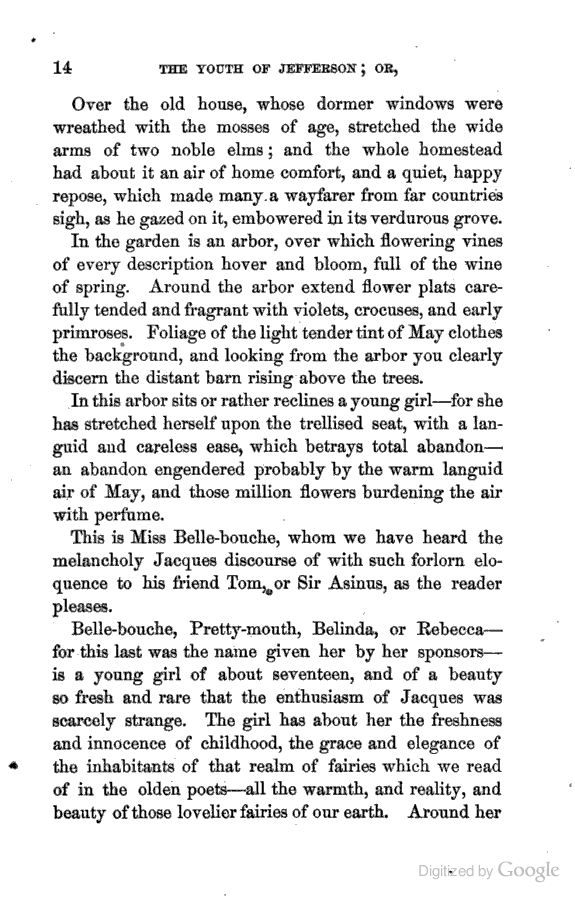 14 THE YOUTH OF JEFFERSON; OR,
Over the old house, whose dormer windows were
wreathed with the mosses of age, stretched the wide
arms of two noble elms; and the whole homestead
had about it an air of home comfort, and a quiet, happy
repose, which made many a wayfarer from far countries
sigh, as he gazed on it, embowered in its verdurous grove.
In the garden is an arbor, over which flowering vines
of every description hover and bloom, full of the wine
of spring. Around the arbor extend flower plats care-
fully tended and fragrant with violets, crocuses, and early
primroses. Foliage of the light tender tint of May clothes
the background, and looking from the arbor you clearly
discern the distant barn rising above the trees.
In this arbor sits or rather reclines a young girl—for she
has stretched herself upon the trellised seat, with a lan-
guid and careless ease, which betrays total abandon—
an abandon engendered probably by the warm languid
air of May, and those million flowers burdening the air
with perfume.
This is Miss Belle-bouche, whom we have heard the
melancholy Jacques discourse of with such forlorn elo-
quence to his friend Tom, or Sir Asinus, as the reader
pleases.
Belle-bouche, Pretty-mouth, Belinda, or Rebecca—
for this last was the name given her by her sponsors—
is a young girl of about seventeen, and of a beauty
so fresh and rare that the enthusiasm of Jacques was
scarcely strange. The girl has about her the freshness
and innocence of childhood, the grace and elegance of
the inhabitants of that realm of fairies which we read
of in the olden poets—all the warmth, and reality, and
beauty of those lovelier fairies of our earth. Around her
Digitized by Google